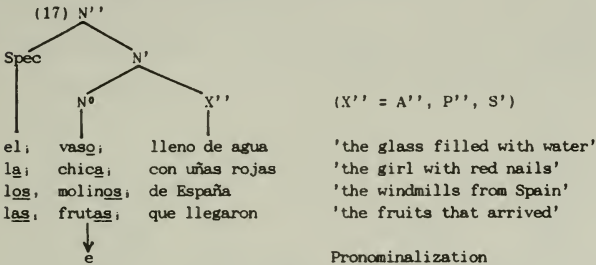 (17) N''
Spec N'
N° X'' (X'' = A'', P'', S')
el¡ vaso¡ lleno de agua 'the glass filled with water'
la¡ chica¡ con uñas rojas 'the girl with red nails'
los¡ molinos¡ de España 'the windmills from Spain'
las¡ frutas¡ que llegaron 'the fruits that arrived'
e Pronominalization